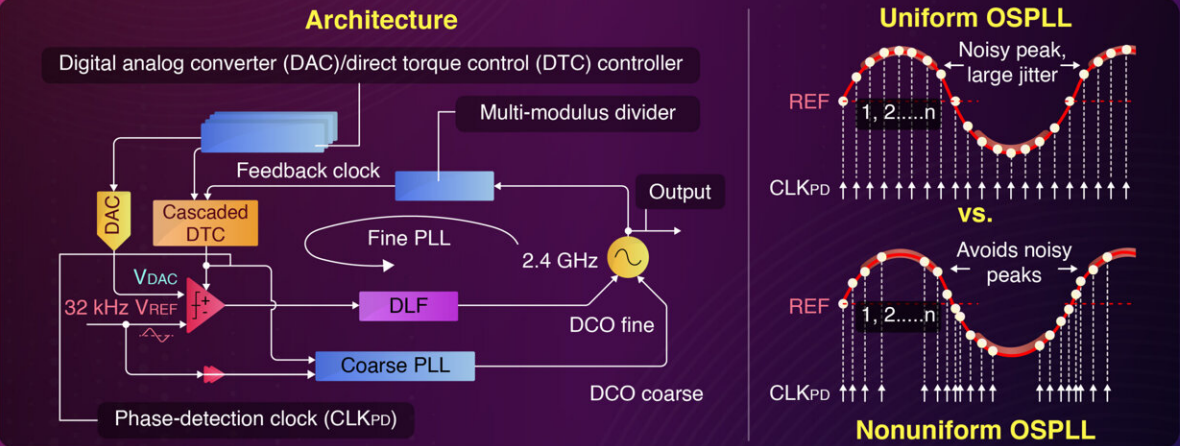 Architecture
Digital analog converter (DAC)/direct torque control (DTC) controller
Multi-modulus divider
Feedback clock
Output
DAC
Cascaded
DTC
Fine PLL
2.4 GHz
VDAC
32 kHz VREF
+
-
DLF
DCO fine
Coarse PLL
DCO coarse
Phase-detection clock (CLKPD)
Uniform OSPLL
Noisy peak,
large jitter
REF
1, 2.....n
CLKPD
vs.
Avoids noisy
peaks
REF
1, 2.....n
CLKPD
Nonuniform OSPLL